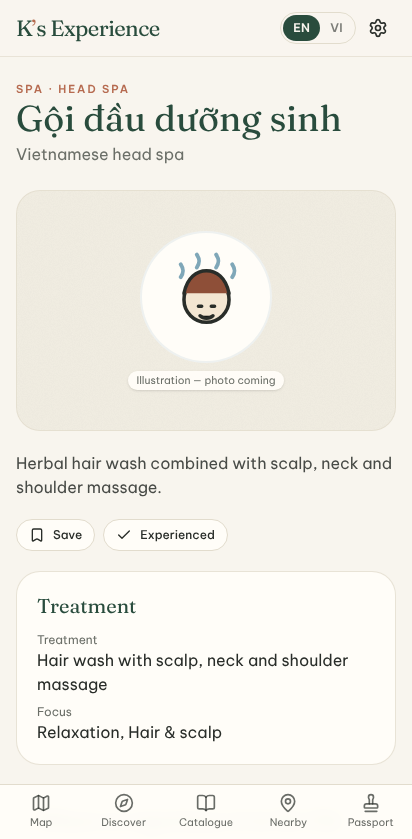 K's Experience
EN VI
SPA · HEAD SPA
Gội đầu dưỡng sinh
Vietnamese head spa
Illustration — photo coming
Herbal hair wash combined with scalp, neck and
shoulder massage.
Save
Experienced
Treatment
Treatment
Hair wash with scalp, neck and shoulder
massage
Focus
Relaxation, Hair & scalp
Map
Discover
Catalogue
Nearby
Passport